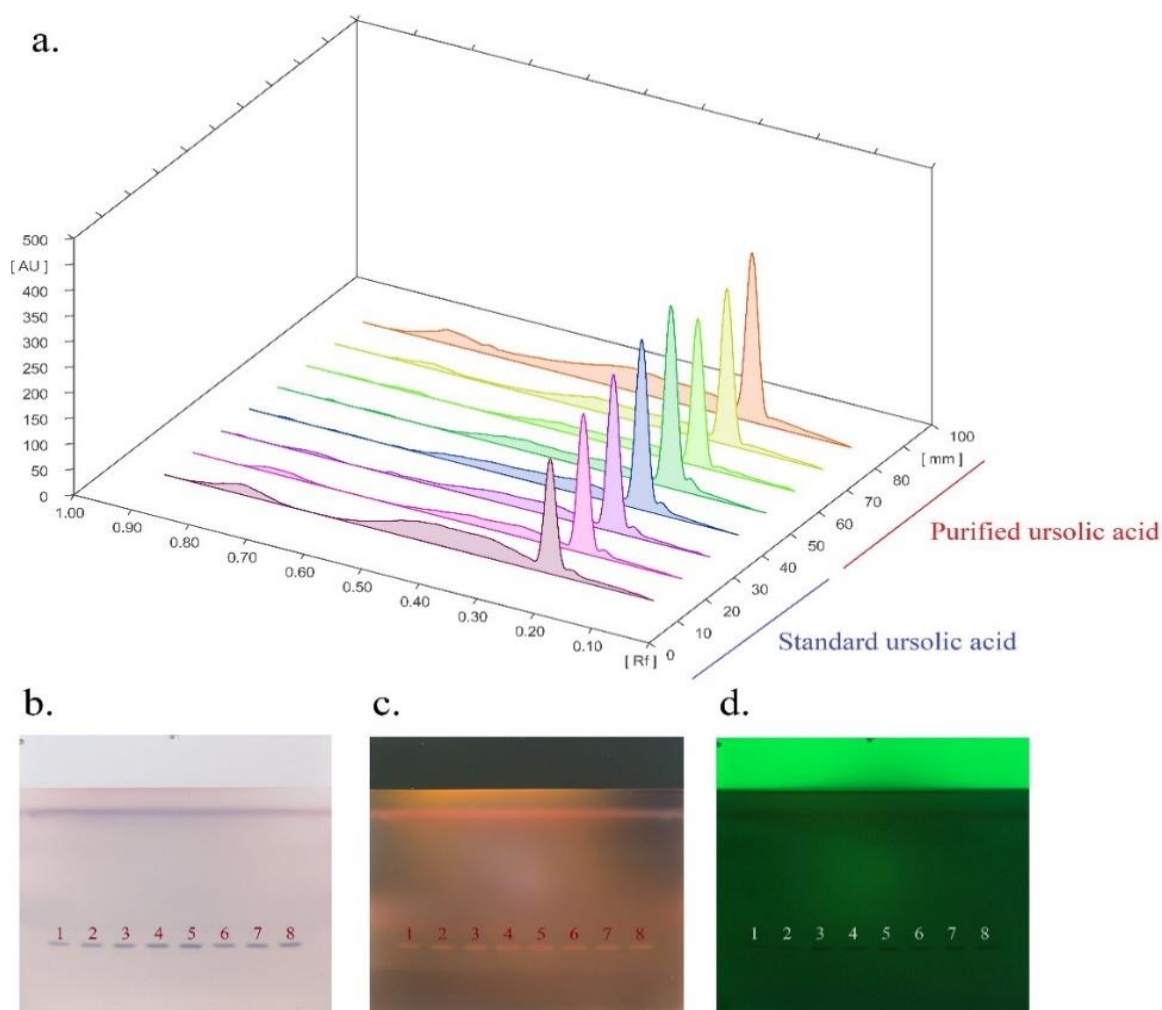 a.
500
[ AU ]
400
350
300
250
200
150
100
50
0
1.00
0.90
0.80
0.70
0.60
0.50
0.40
0.30
0.20
0.10
[ Rf ]
0
10
20
30
40
50
60
70
80
[ mm ]
100
Purified ursolic acid
Standard ursolic acid
b.
c.
d.
1 2 3 4 5 6 7 8
1 2 3 4 5 6 7 8
1 2 3 4 5 6 7 8